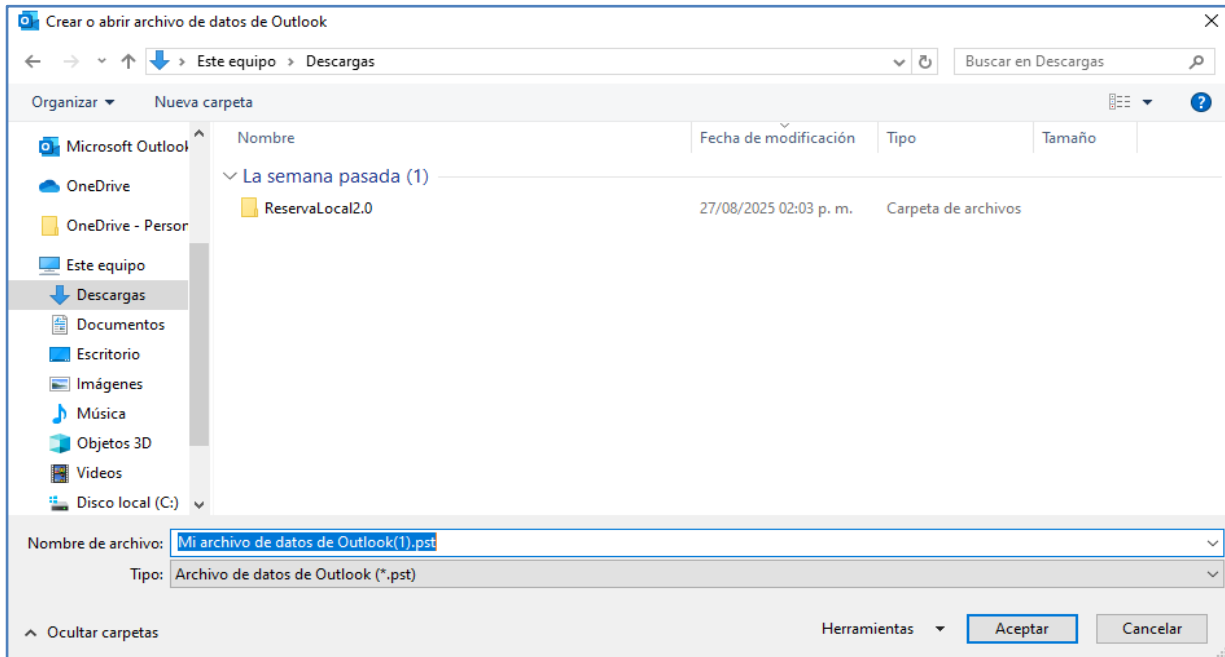 Crear o abrir archivo de datos de Outlook
Este equipo › Descargas
Buscar en Descargas
Organizar
Nueva carpeta
Microsoft Outlook
OneDrive
OneDrive - Person
Este equipo
Descargas
Documentos
Escritorio
Imágenes
Música
Objetos 3D
Videos
Disco local (C:)
Nombre
Fecha de modificación
Tipo
Tamaño
La semana pasada (1)
ReservaLocal2.0
27/08/2025 02:03 p. m.
Carpeta de archivos
Nombre de archivo: Mi archivo de datos de Outlook(1).pst
Tipo: Archivo de datos de Outlook (*.pst)
Ocultar carpetas
Herramientas
Aceptar
Cancelar